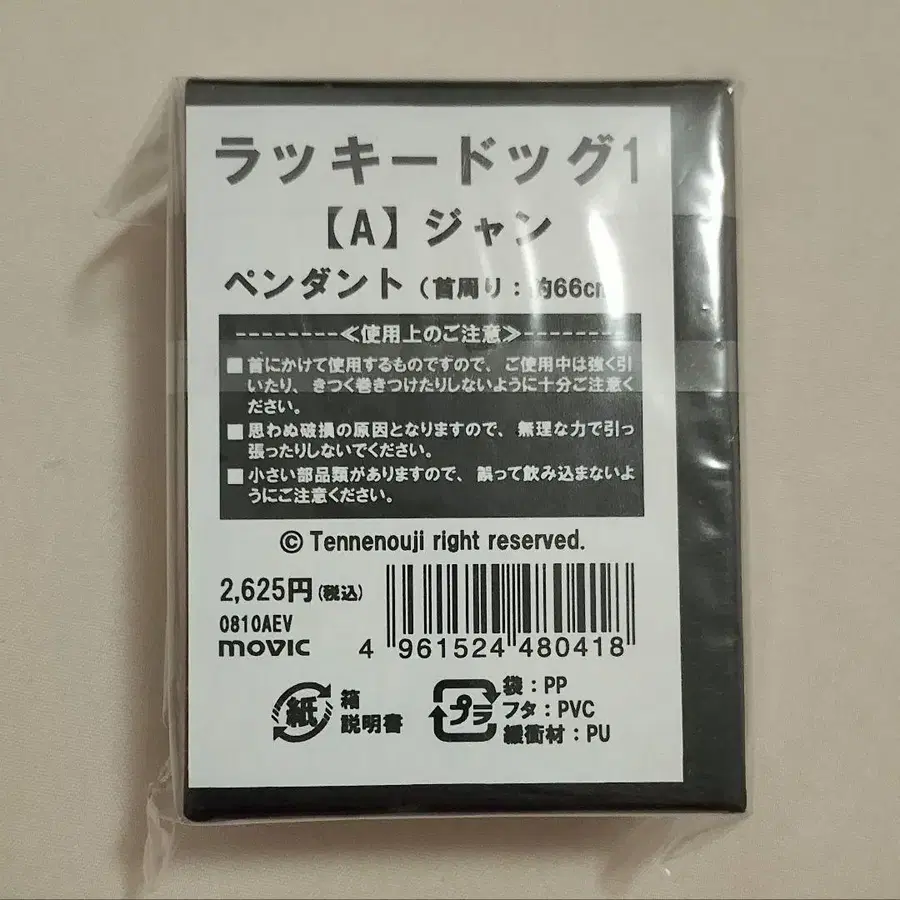 ラッキードッグ1
【A】ジャン
ペンダント（首周り：約66cm
--------≪使用上のご注意≫--------
■首にかけて使用するものですので、ご使用中は強く引
いたり、きつく巻きつけたりしないように十分ご注意く
ださい。
■思わぬ破損の原因となりますので、無理な力で引っ
張ったりしないでください。
■小さい部品類がありますので、誤って飲み込まないよ
うにご注意ください。
© Tennenouji right reserved.
2,625円(税込)
0810AEV
movic
4 961524 480418
紙 箱
説明書
プラ 袋：PP
フタ：PVC
緩衝材：PU